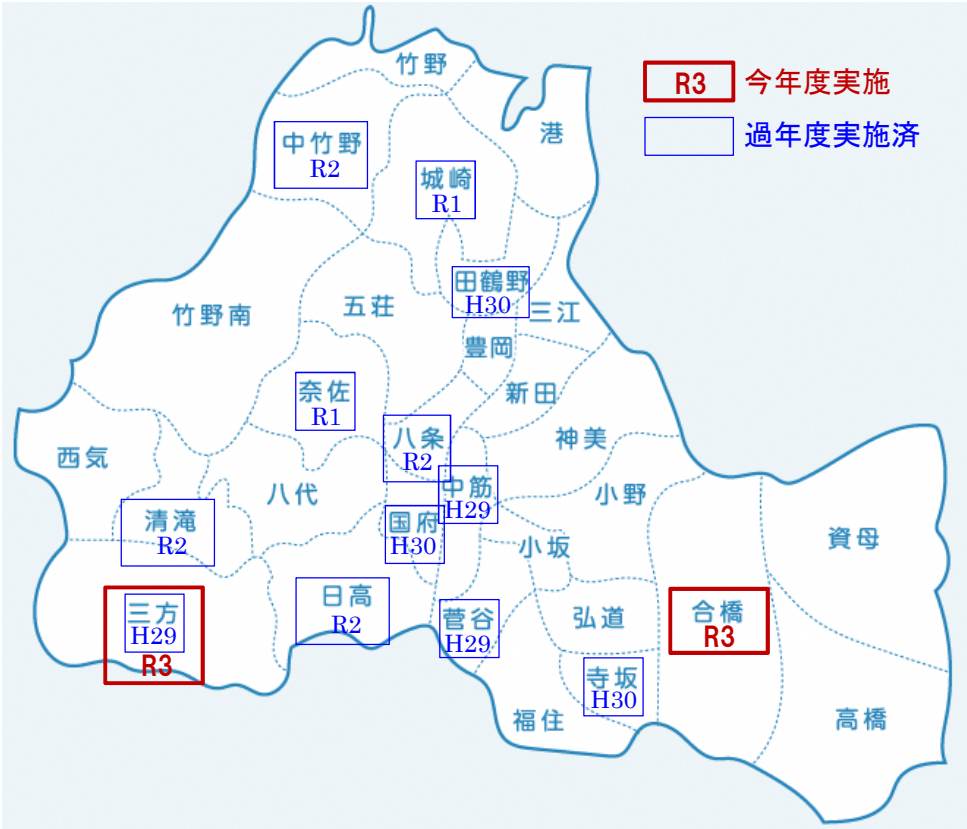 竹野
R3 今年度実施
過年度実施済
港
中竹野
R2
城崎
R1
田鶴野
H30
三江
五荘
竹野南
豊岡
新田
奈佐
R1
八条
R2
神美
西気
八代
中筋
H29
小野
清滝
R2
国府
H30
小坂
資母
日高
R2
三方
H29
R3
菅谷
H29
弘道
合橋
R3
寺坂
H30
福住
高橋